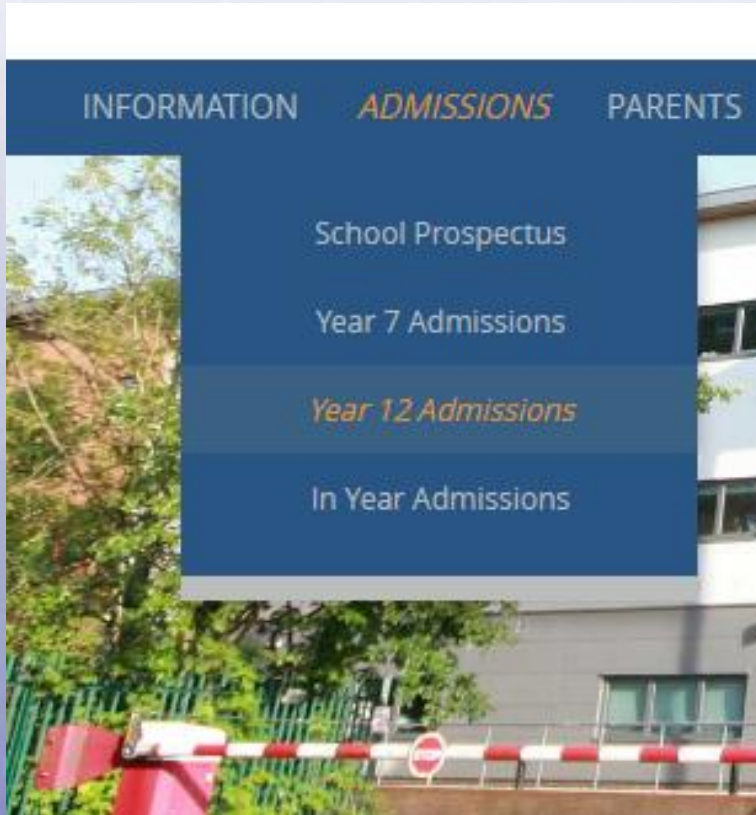 INFORMATION ADMISSIONS PARENTS
School Prospectus
Year 7 Admissions
Year 12 Admissions
In Year Admissions